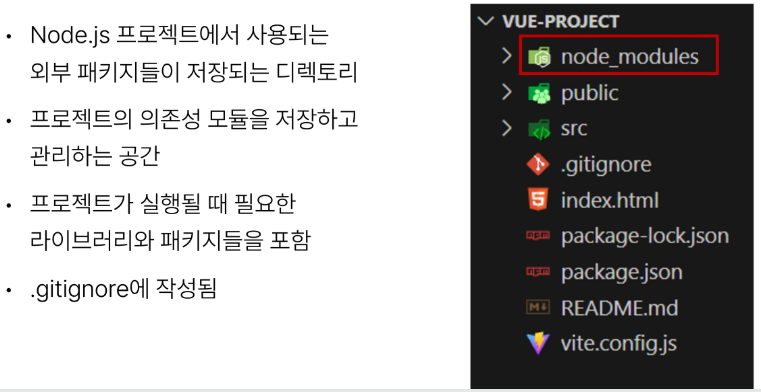 • Node.js 프로젝트에서 사용되는
외부 패키지들이 저장되는 디렉토리
• 프로젝트의 의존성 모듈을 저장하고
관리하는 공간
• 프로젝트가 실행될 때 필요한
라이브러리와 패키지들을 포함
• .gitignore에 작성됨
VUE-PROJECT
node_modules
public
src
.gitignore
index.html
package-lock.json
package.json
README.md
vite.config.js